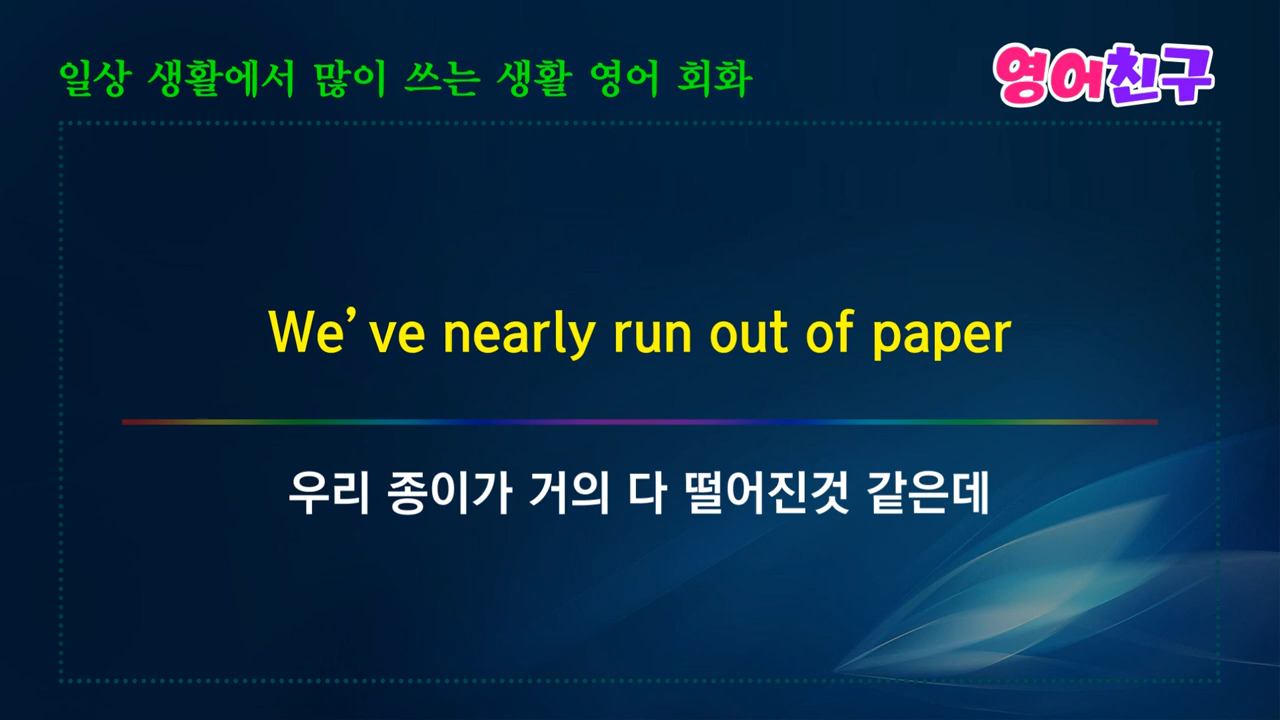 일상 생활에서 많이 쓰는 생활 영어 회화
영어친구
We've nearly run out of paper
우리 종이가 거의 다 떨어진것 같은데